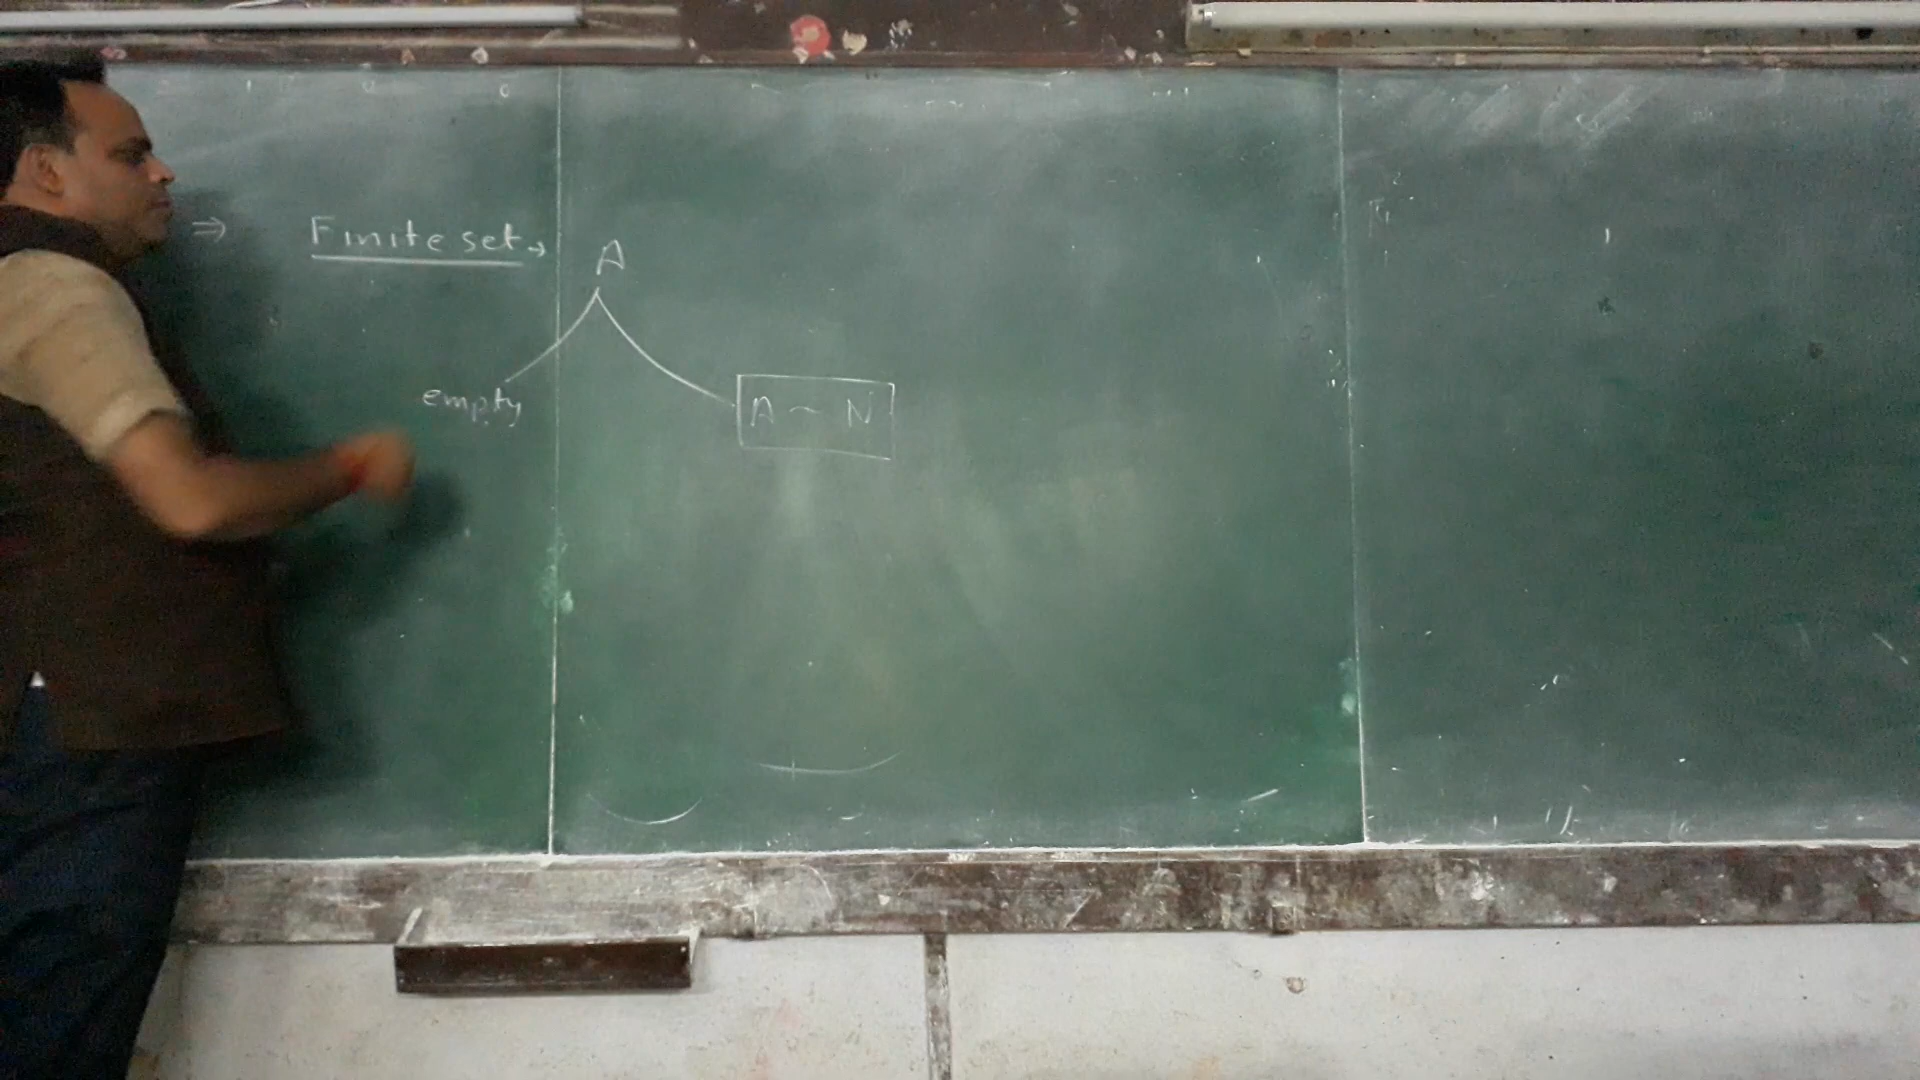 ⇒ Finite set → A
empty
A ~ N